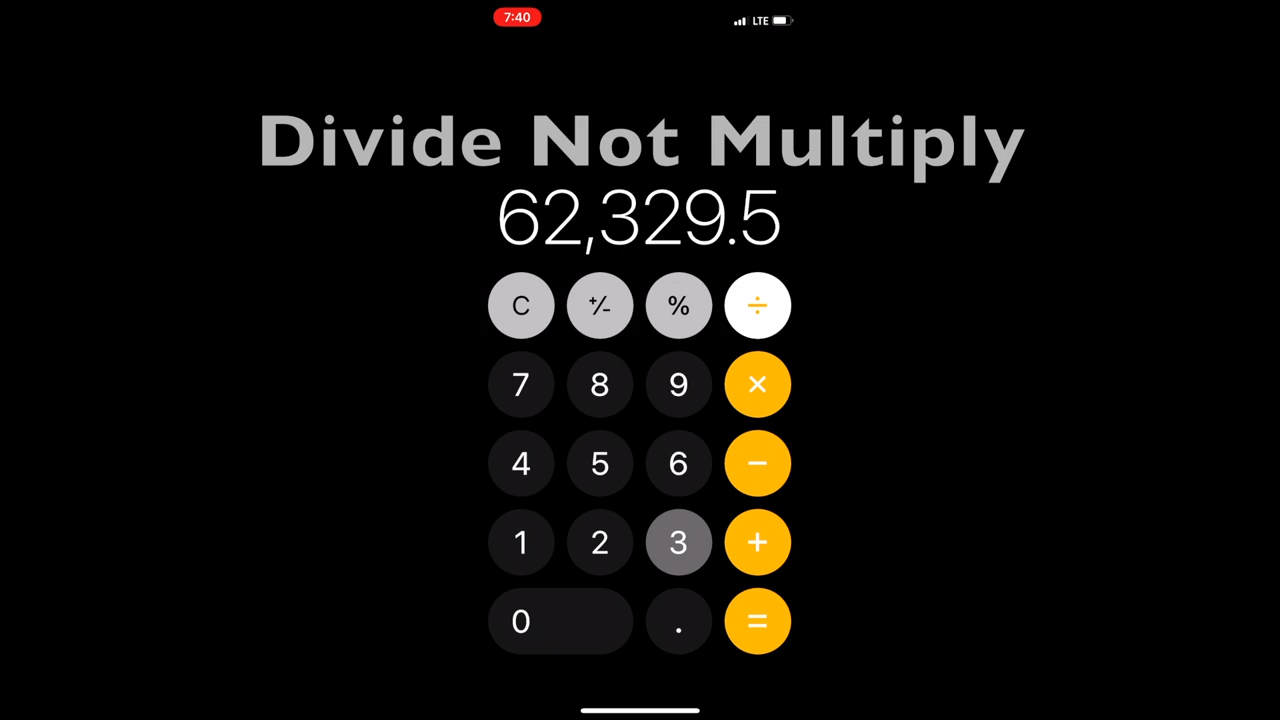 7:40 LTE
Divide Not Multiply
62,329.5
C +/- % ÷
7 8 9 ×
4 5 6 −
1 2 3 +
0 . =